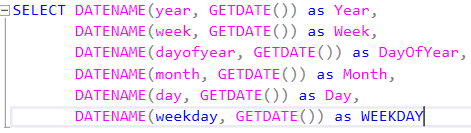 SELECT DATENAME(year, GETDATE()) as Year,
DATENAME(week, GETDATE()) as Week,
DATENAME(dayofyear, GETDATE()) as DayOfYear,
DATENAME(month, GETDATE()) as Month,
DATENAME(day, GETDATE()) as Day,
DATENAME(weekday, GETDATE()) as WEEKDAY